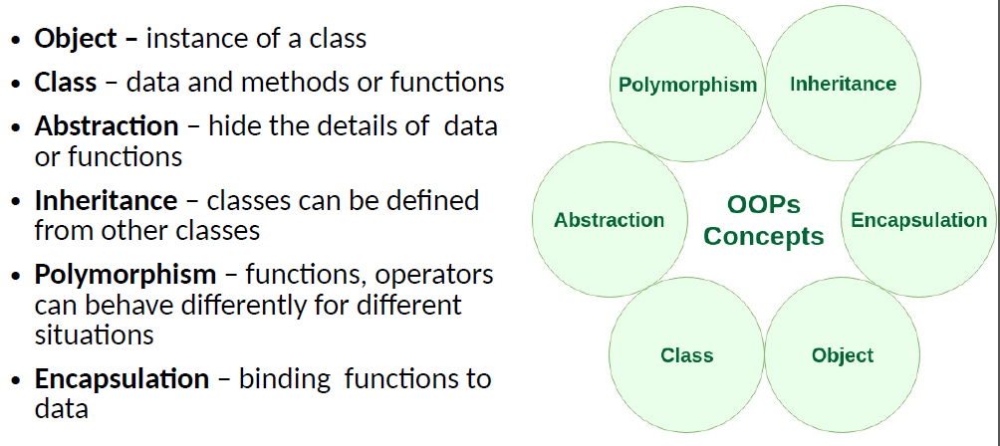 • Object – instance of a class
• Class – data and methods or functions
• Abstraction – hide the details of  data
or functions
• Inheritance – classes can be defined
from other classes
• Polymorphism – functions, operators
can behave differently for different
situations
• Encapsulation – binding  functions to
data
Polymorphism
Inheritance
Abstraction
OOPs
Concepts
Encapsulation
Class
Object